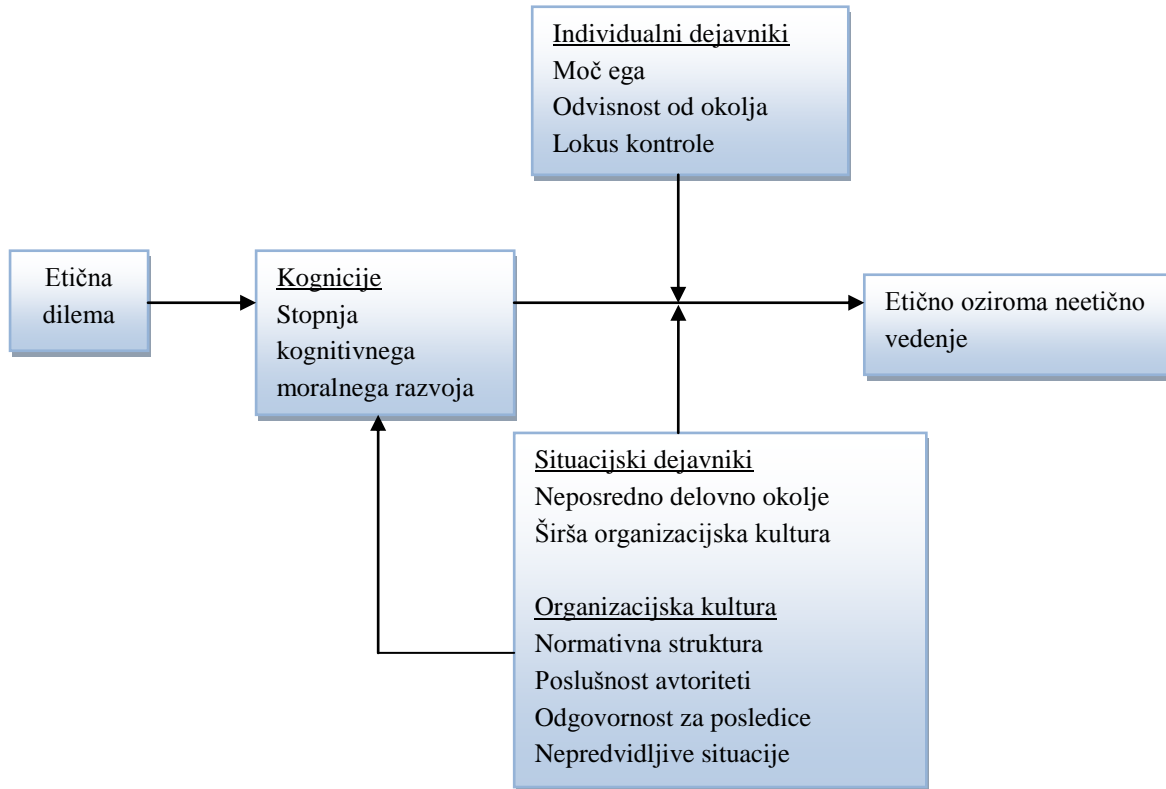 Individualni dejavniki
Moč ega
Odvisnost od okolja
Lokus kontrole
Etična
dilema
Kognicije
Stopnja
kognitivnega
moralnega razvoja
Etično oziroma neetično
vedenje
Situacijski dejavniki
Neposredno delovno okolje
Širša organizacijska kultura
Organizacijska kultura
Normativna struktura
Poslušnost avtoriteti
Odgovornost za posledice
Nepredvidljive situacije